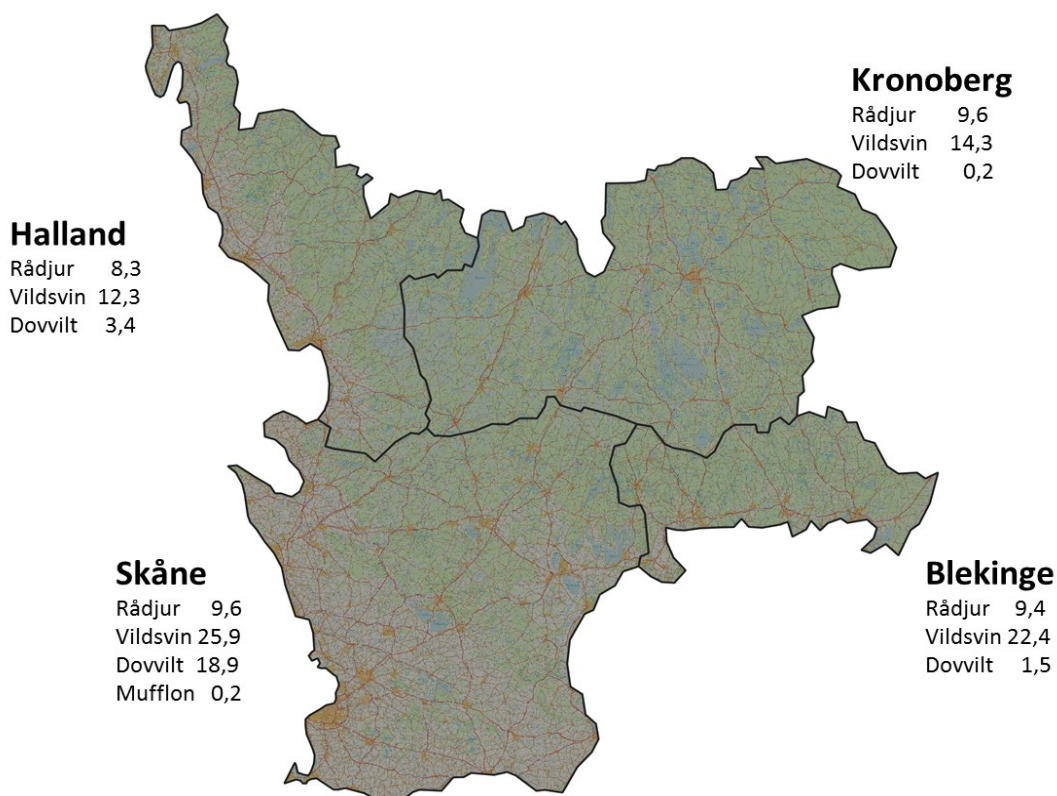 Kronoberg
Rådjur 9,6
Vildsvin 14,3
Dovvilt 0,2
Halland
Rådjur 8,3
Vildsvin 12,3
Dovvilt 3,4
Skåne
Rådjur 9,6
Vildsvin 25,9
Dovvilt 18,9
Mufflon 0,2
Blekinge
Rådjur 9,4
Vildsvin 22,4
Dovvilt 1,5